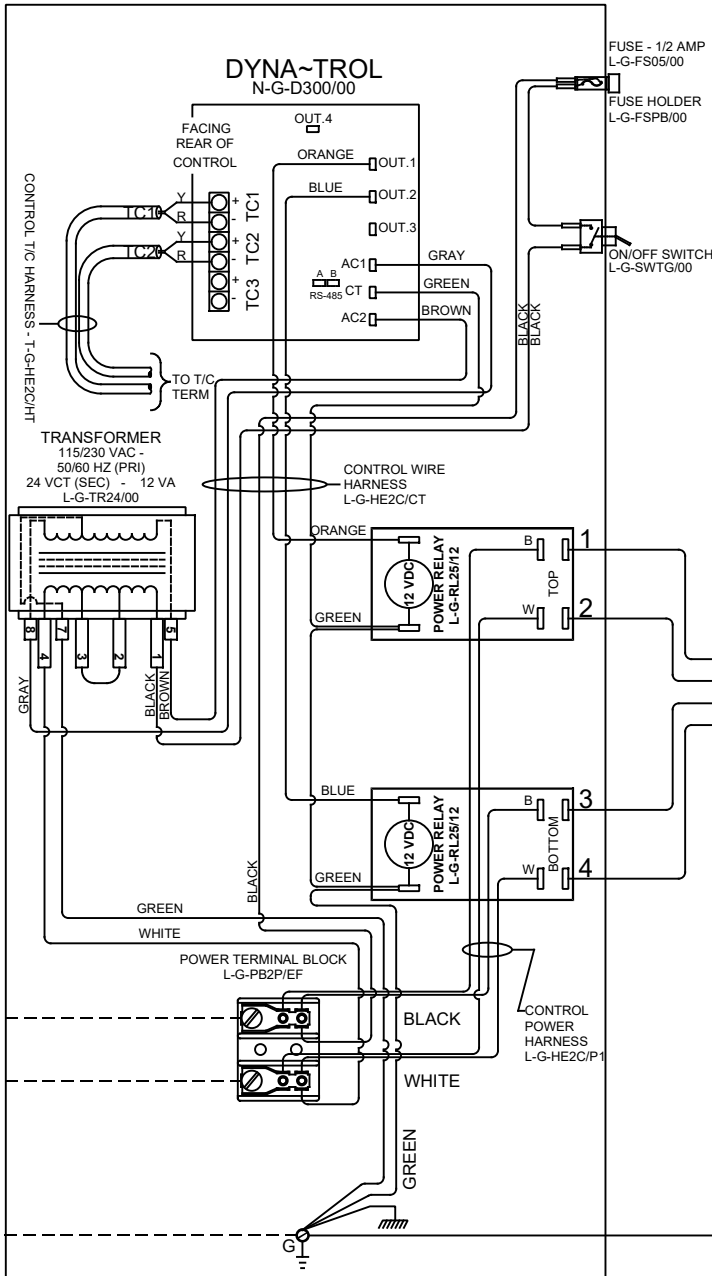 FUSE - 1/2 AMP
L-G-FS05/00
DYNA~TROL
N-G-D300/00
FUSE HOLDER
L-G-FSPB/00
OUT.4
FACING
REAR OF
CONTROL
ORANGE
OUT.1
BLUE
OUT.2
OUT.3
CONTROL T/C HARNESS - T-G-HE2C/HT
TC1
Y
R
+
-
TC1
TC2
Y
R
+
-
TC2
+
-
TC3
A B
RS-485
AC1
GRAY
CT
GREEN
AC2
BROWN
ON/OFF SWITCH
L-G-SWTG/00
BLACK
BLACK
TO T/C
TERM
TRANSFORMER
115/230 VAC -
50/60 HZ (PRI)
24 VCT (SEC) - 12 VA
L-G-TR24/00
CONTROL WIRE
HARNESS
L-G-HE2C/CT
ORANGE
12 VDC
GREEN
POWER RELAY
L-G-RL25/12
B
W
TOP
1
2
8
4
7
3
2
1
5
GRAY
BLACK
BROWN
BLUE
12 VDC
GREEN
POWER RELAY
L-G-RL25/12
B
W
BOTTOM
3
4
BLACK
GREEN
WHITE
POWER TERMINAL BLOCK
L-G-PB2P/EF
BLACK
WHITE
CONTROL
POWER
HARNESS
L-G-HE2C/P1
GREEN
G